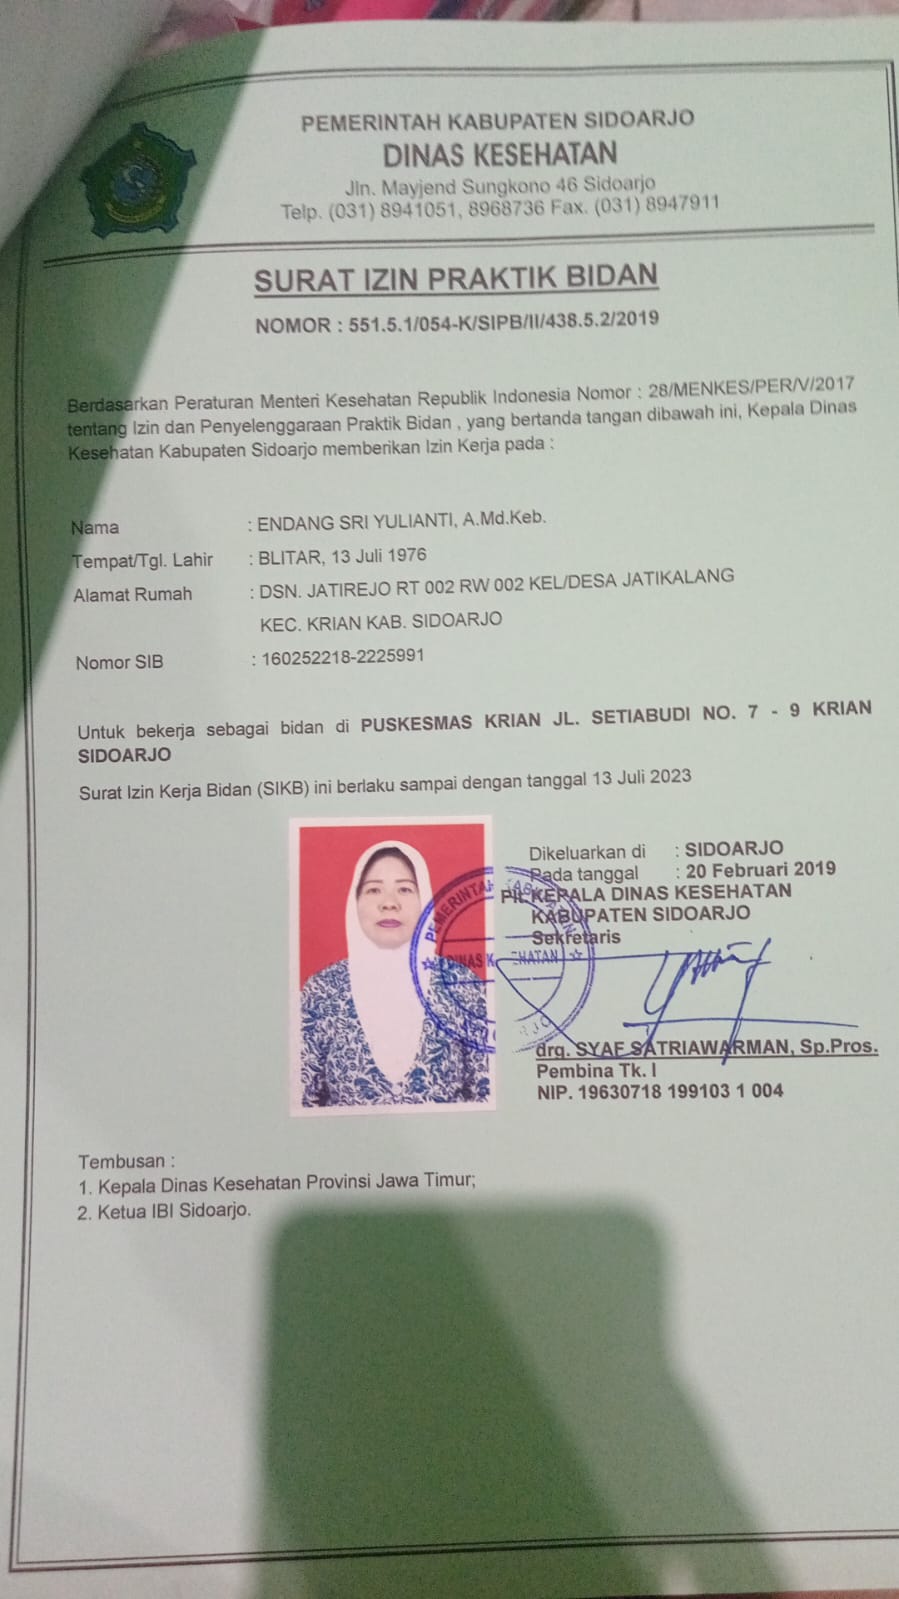 PEMERINTAH KABUPATEN SIDOARJO
DINAS KESEHATAN
Jln. Mayjend Sungkono 46 Sidoarjo
Telp. (031) 8941051, 8968736 Fax. (031) 8947911
SURAT IZIN PRAKTIK BIDAN
NOMOR : 551.5.1/054-K/SIPB/II/438.5.2/2019
Berdasarkan Peraturan Menteri Kesehatan Republik Indonesia Nomor : 28/MENKES/PER/V/2017
tentang Izin dan Penyelenggaraan Praktik Bidan , yang bertanda tangan dibawah ini, Kepala Dinas
Kesehatan Kabupaten Sidoarjo memberikan Izin Kerja pada :
Nama : ENDANG SRI YULIANTI, A.Md.Keb.
Tempat/Tgl. Lahir : BLITAR, 13 Juli 1976
Alamat Rumah : DSN. JATIREJO RT 002 RW 002 KEL/DESA JATIKALANG
KEC. KRIAN KAB. SIDOARJO
Nomor SIB : 160252218-2225991
Untuk bekerja sebagai bidan di PUSKESMAS KRIAN JL. SETIABUDI NO. 7 - 9 KRIAN
SIDOARJO
Surat Izin Kerja Bidan (SIKB) ini berlaku sampai dengan tanggal 13 Juli 2023
Dikeluarkan di : SIDOARJO
Pada tanggal : 20 Februari 2019
Plt. KEPALA DINAS KESEHATAN
KABUPATEN SIDOARJO
Sekretaris
PEMERINTAH KABUPATEN
DINAS KESEHATAN
drg. SYAF SATRIAWARMAN, Sp.Pros.
Pembina Tk. I
NIP. 19630718 199103 1 004
Tembusan :
1. Kepala Dinas Kesehatan Provinsi Jawa Timur;
2. Ketua IBI Sidoarjo.